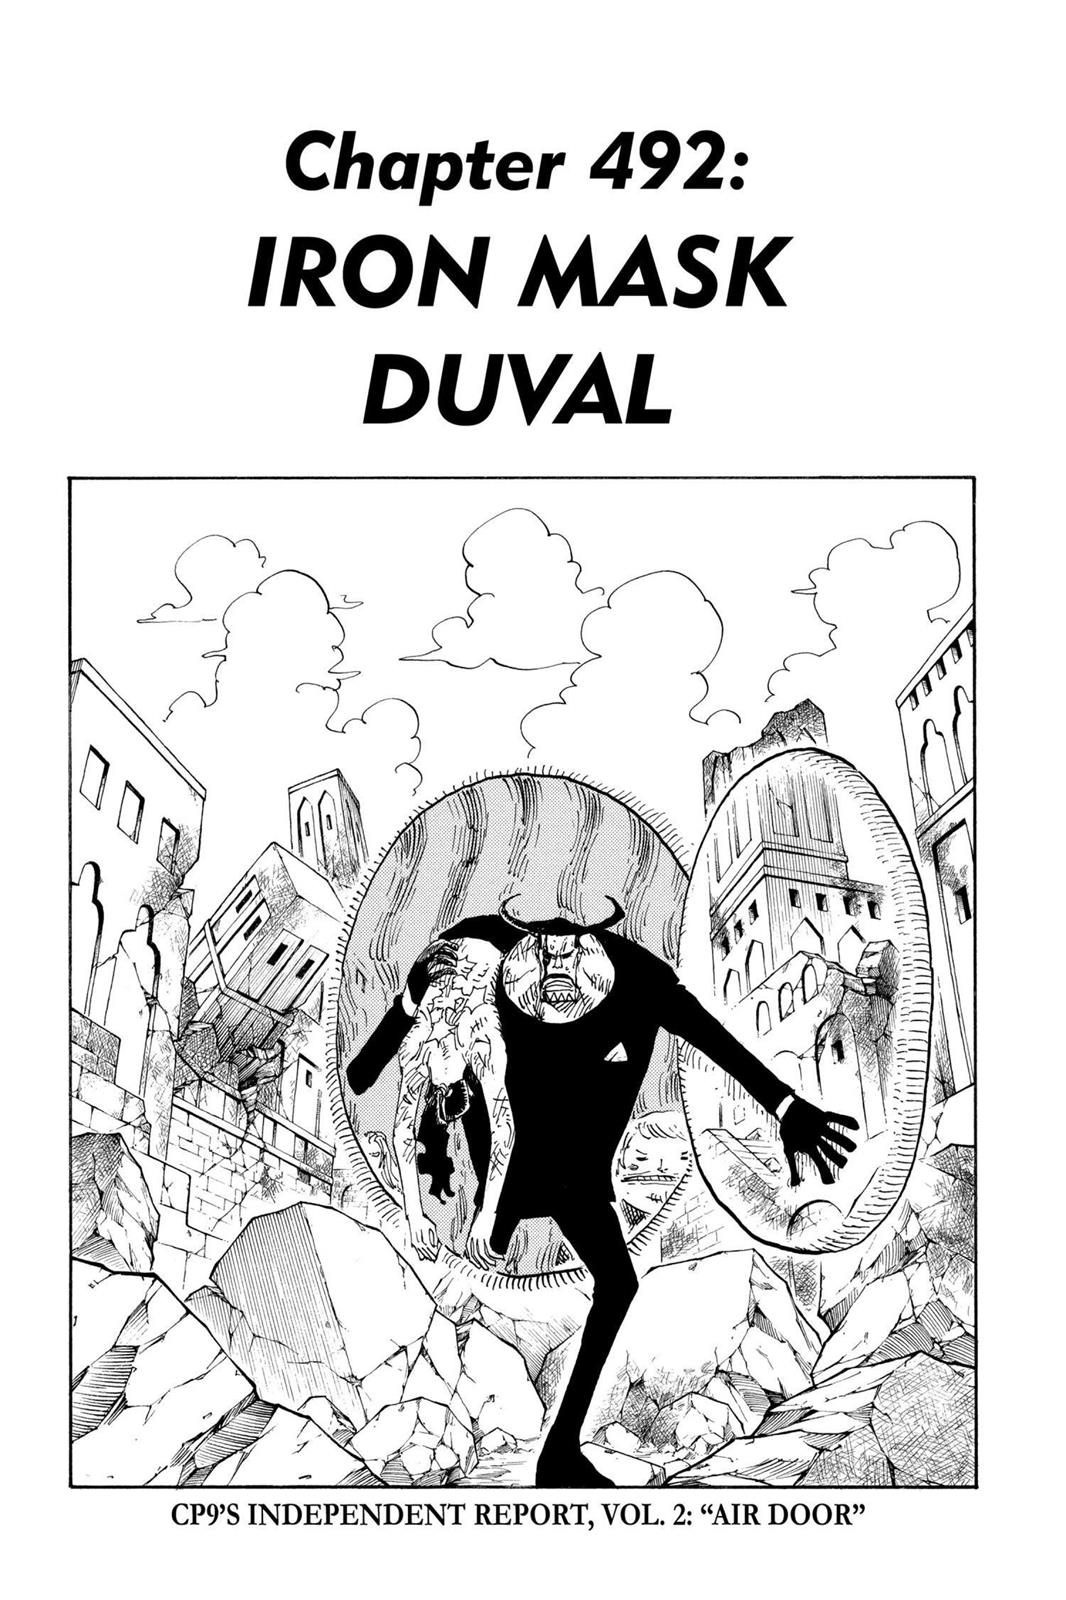 Chapter 492:
IRON MASK
DUVAL
CP9'S INDEPENDENT REPORT, VOL. 2: “AIR DOOR”